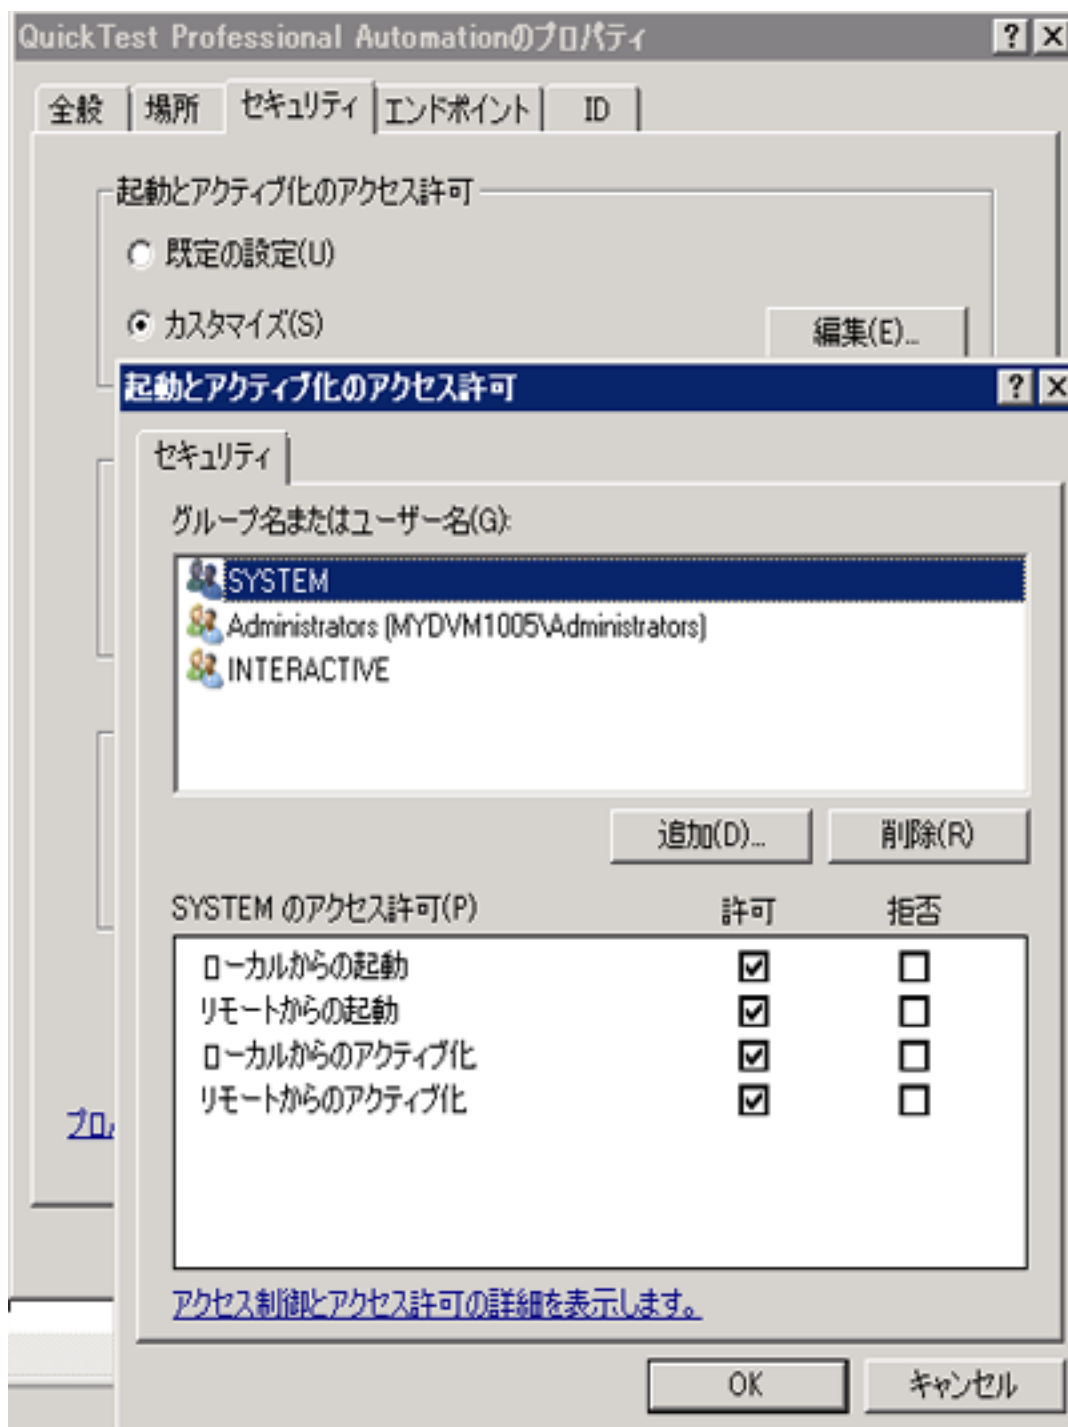 QuickTest Professional Automationのプロパティ
全般 場所 セキュリティ エンドポイント ID
起動とアクティブ化のアクセス許可
既定の設定(U)
カスタマイズ(S)
編集(E)...
起動とアクティブ化のアクセス許可
セキュリティ
グループ名またはユーザー名(G):
SYSTEM
Administrators (MYDVM1005\Administrators)
INTERACTIVE
追加(D)... 削除(R)
SYSTEM のアクセス許可(P) 許可 拒否
ローカルからの起動
リモートからの起動
ローカルからのアクティブ化
リモートからのアクティブ化
アクセス制御とアクセス許可の詳細を表示します。
OK キャンセル